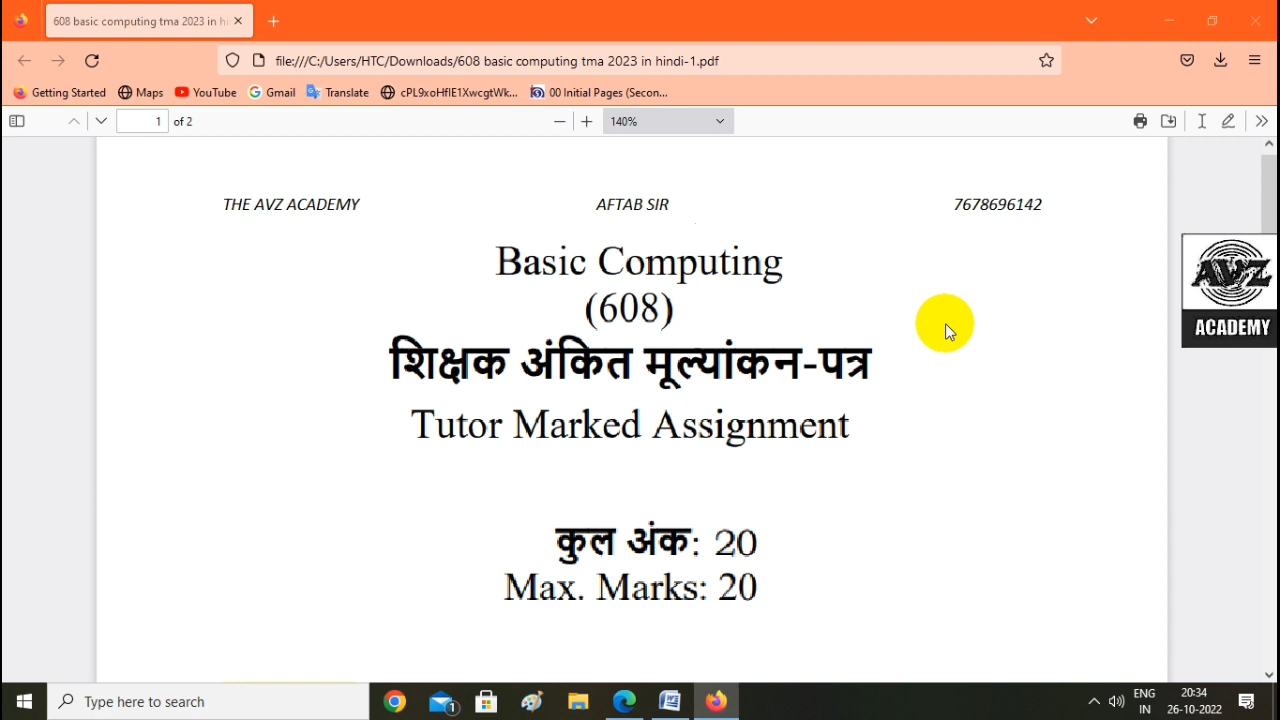 608 basic computing tma 2023 in hi
file:///C:/Users/HTC/Downloads/608 basic computing tma 2023 in hindi-1.pdf
Getting Started Maps YouTube Gmail Translate cPL9xoHflE1XwcgtWk... 00 Initial Pages (Secon...
1 of 2 140%
THE AVZ ACADEMY AFTAB SIR 7678696142
Basic Computing
(608)
शिक्षक अंकित मूल्यांकन-पत्र
Tutor Marked Assignment
कुल अंक: 20
Max. Marks: 20
AVZ
ACADEMY
Type here to search
1
ENG
IN
20:34
26-10-2022